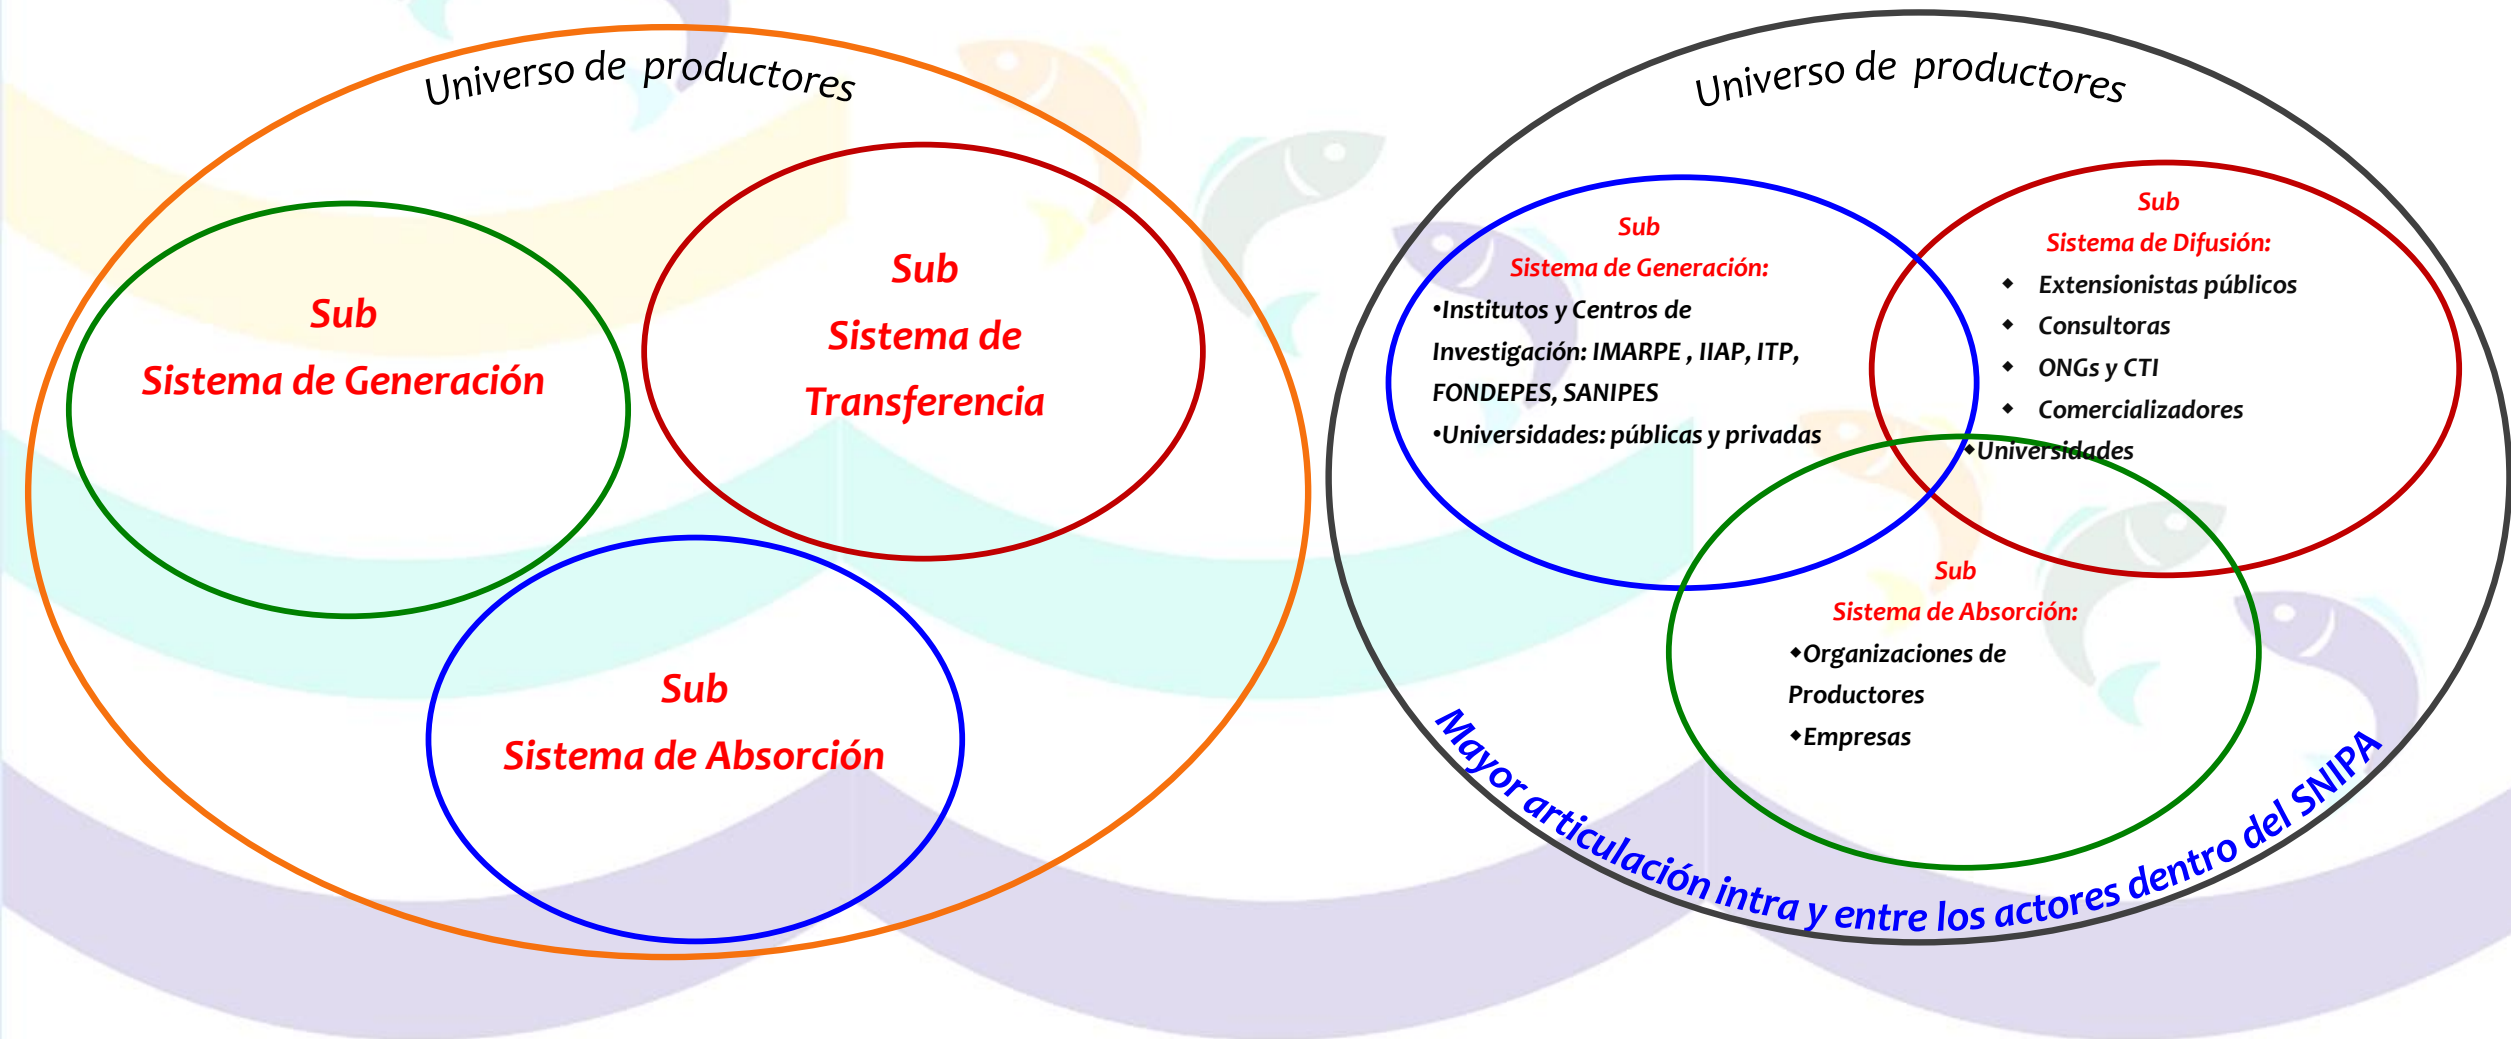 Universo de productores
Sub
Sistema de Generación
Sub
Sistema de
Transferencia
Sub
Sistema de Absorción
Universo de productores
Sub
Sistema de Generación:
•Institutos y Centros de
Investigación: IMARPE , IIAP, ITP,
FONDEPES, SANIPES
•Universidades: públicas y privadas
Sub
Sistema de Difusión:
◆ Extensionistas públicos
◆ Consultoras
◆ ONGs y CTI
◆ Comercializadores
◆Universidades
Sub
Sistema de Absorción:
◆Organizaciones de
Productores
◆Empresas
Mayor articulación intra y entre los actores dentro del SNIPA